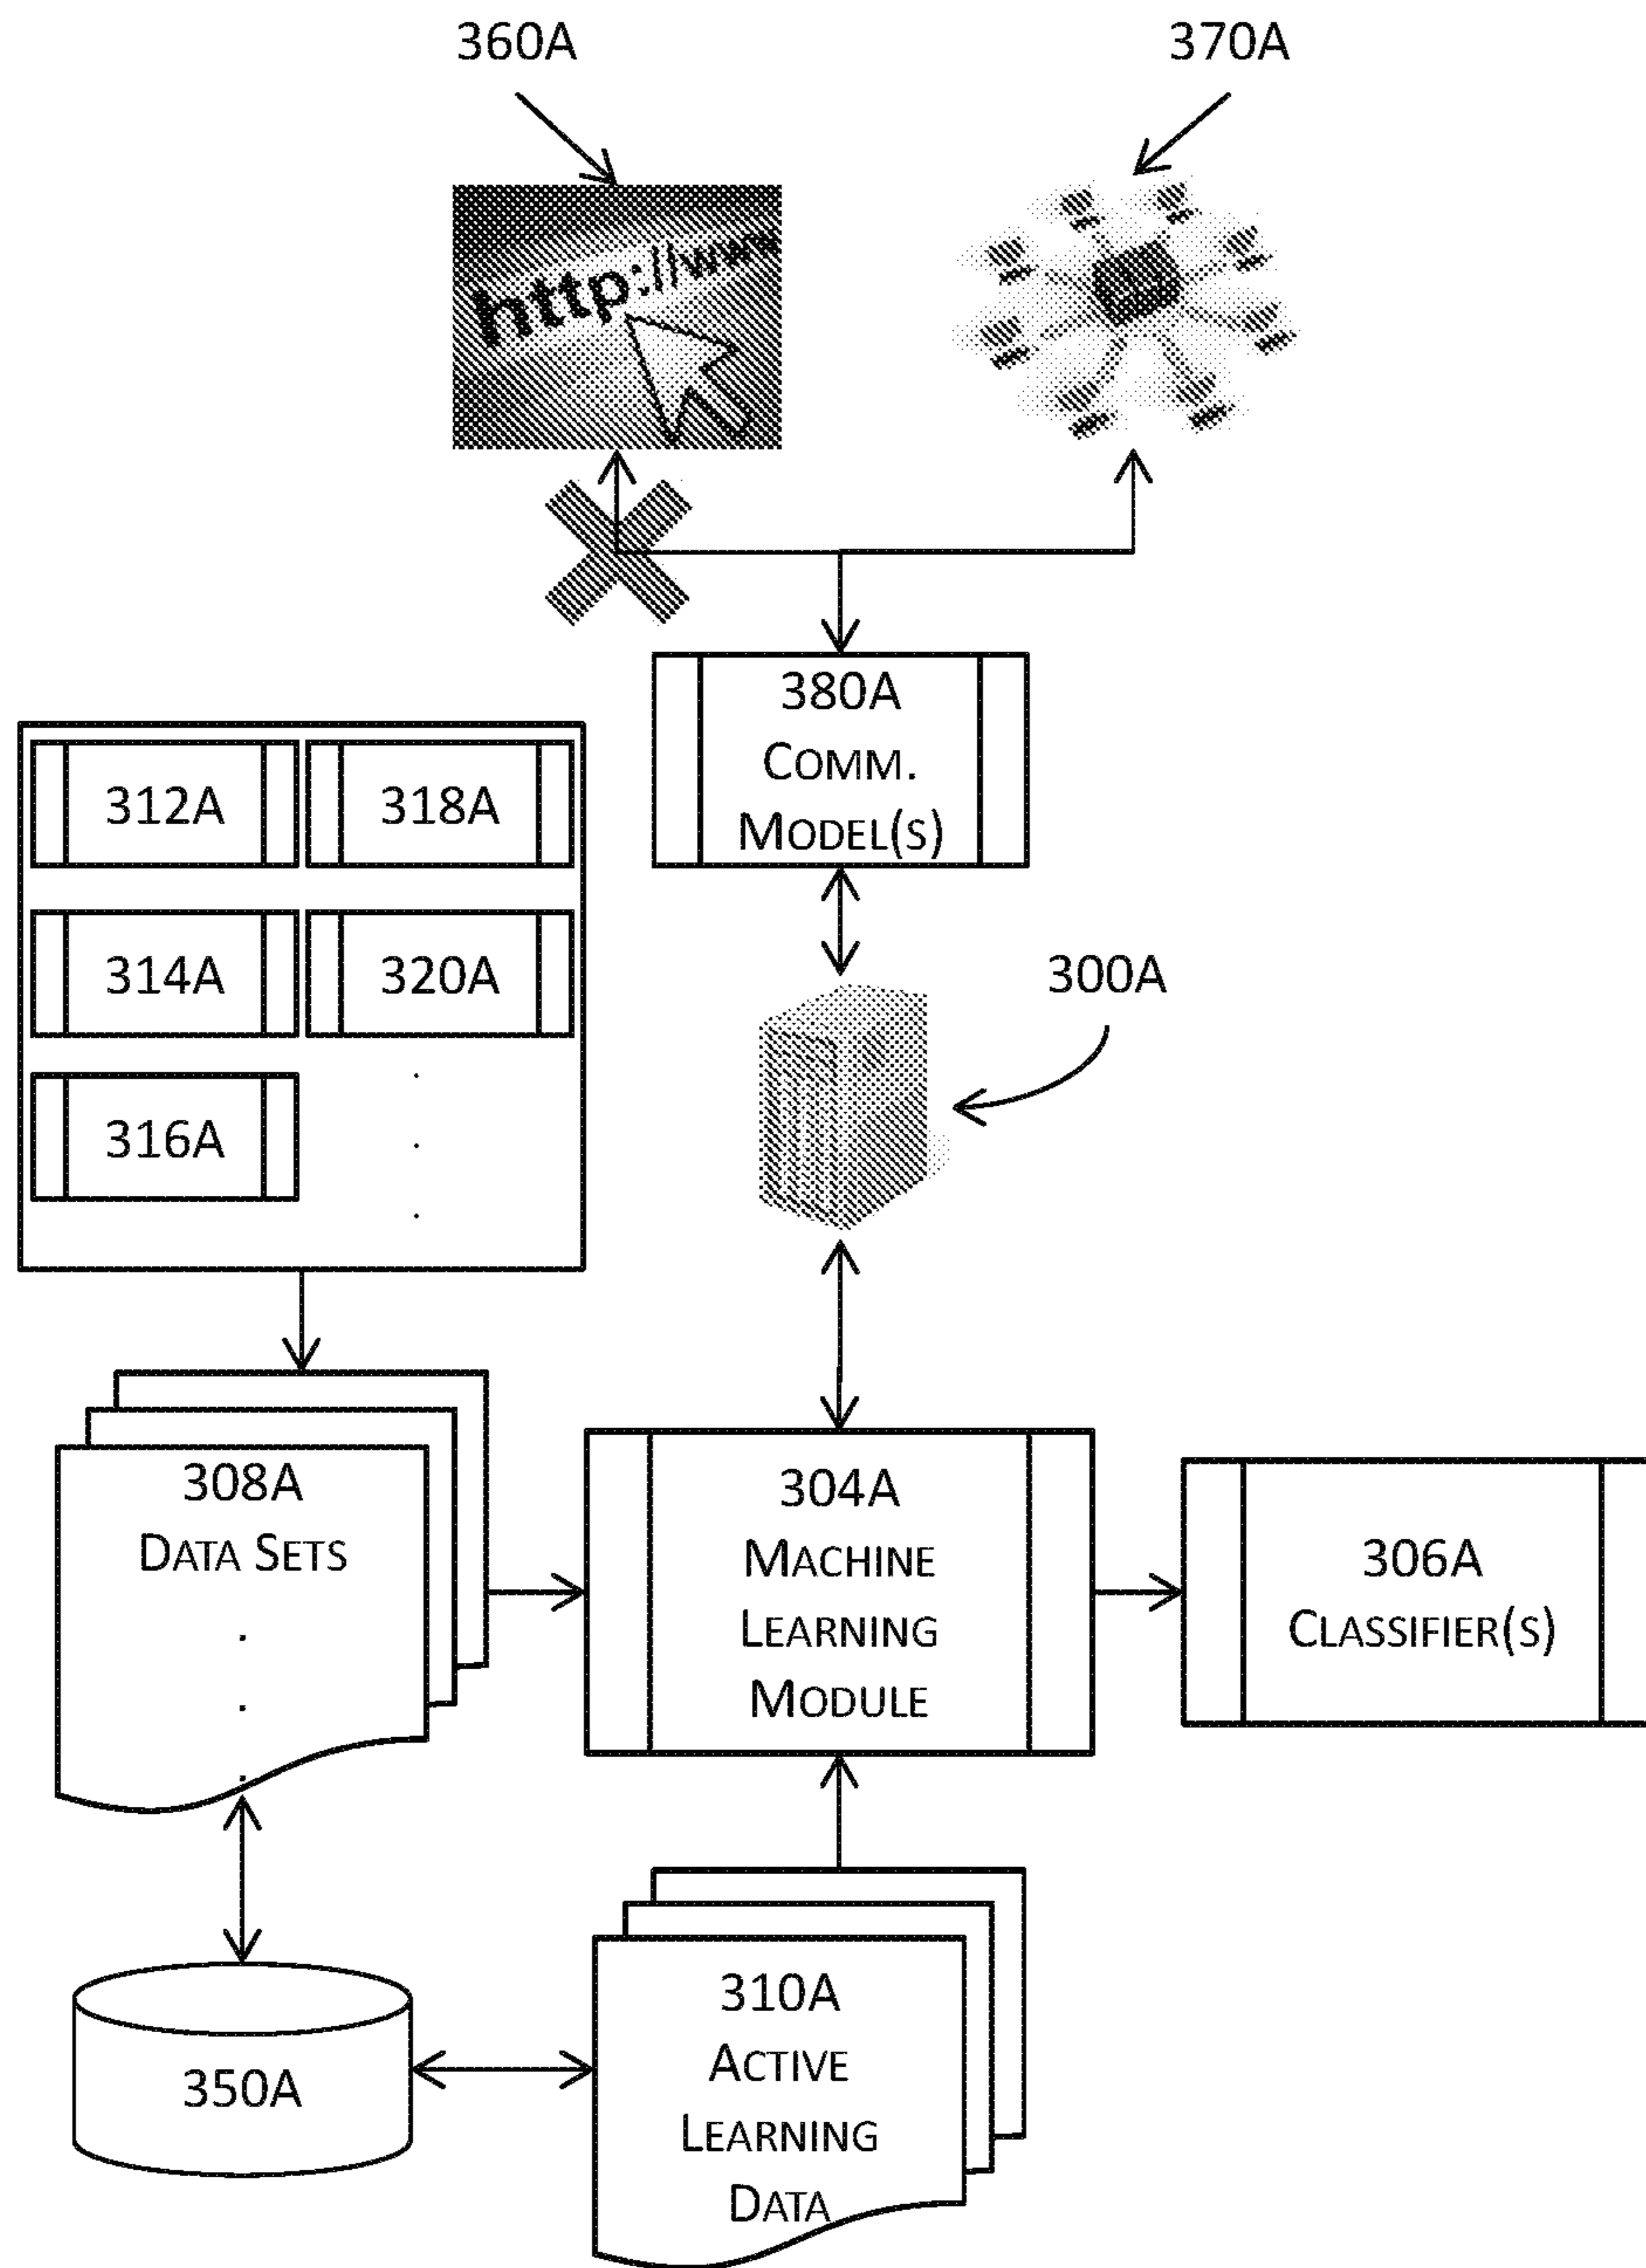 360A
370A
http://www
380A
COMM.
MODEL(S)
312A
318A
314A
320A
300A
316A
308A
DATA SETS
304A
MACHINE
LEARNING
MODULE
306A
CLASSIFIER(S)
350A
310A
ACTIVE
LEARNING
DATA